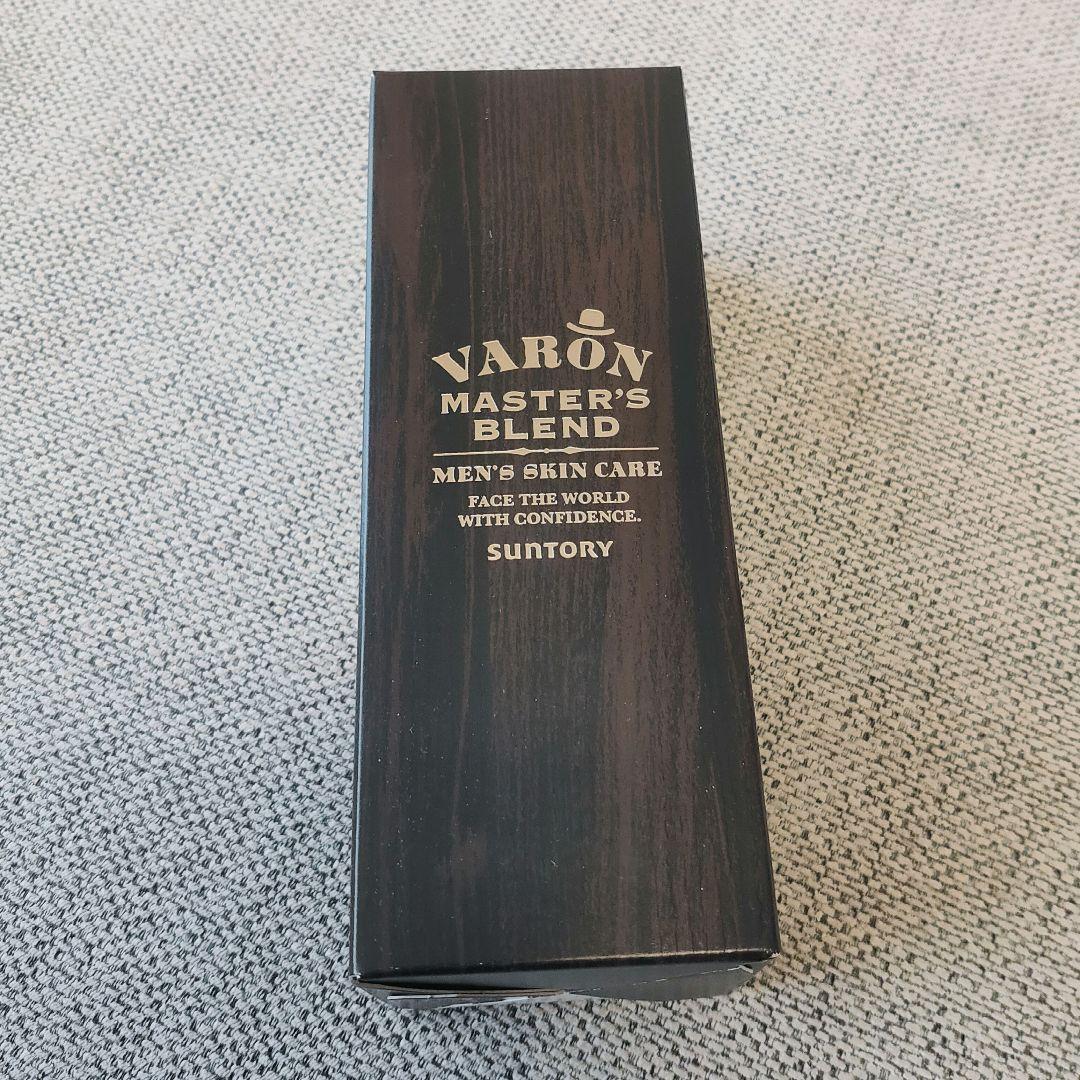 VARON
MASTER'S
BLEND
MEN'S SKIN CARE
FACE THE WORLD
WITH CONFIDENCE.
SUNTORY